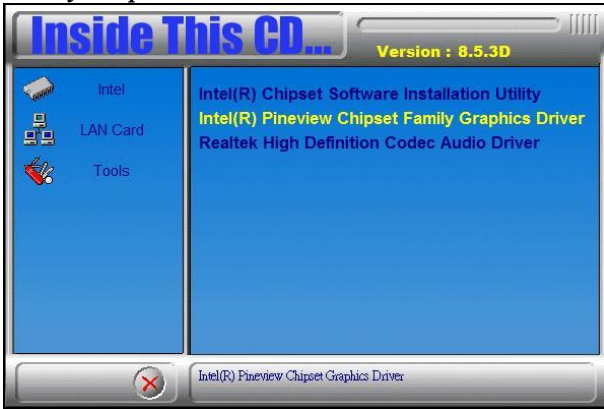 Inside This CD...
Version : 8.5.3D
Intel
LAN Card
Tools
Intel(R) Chipset Software Installation Utility
Intel(R) Pineview Chipset Family Graphics Driver
Realtek High Definition Codec Audio Driver
Intel(R) Pineview Chipset Graphics Driver